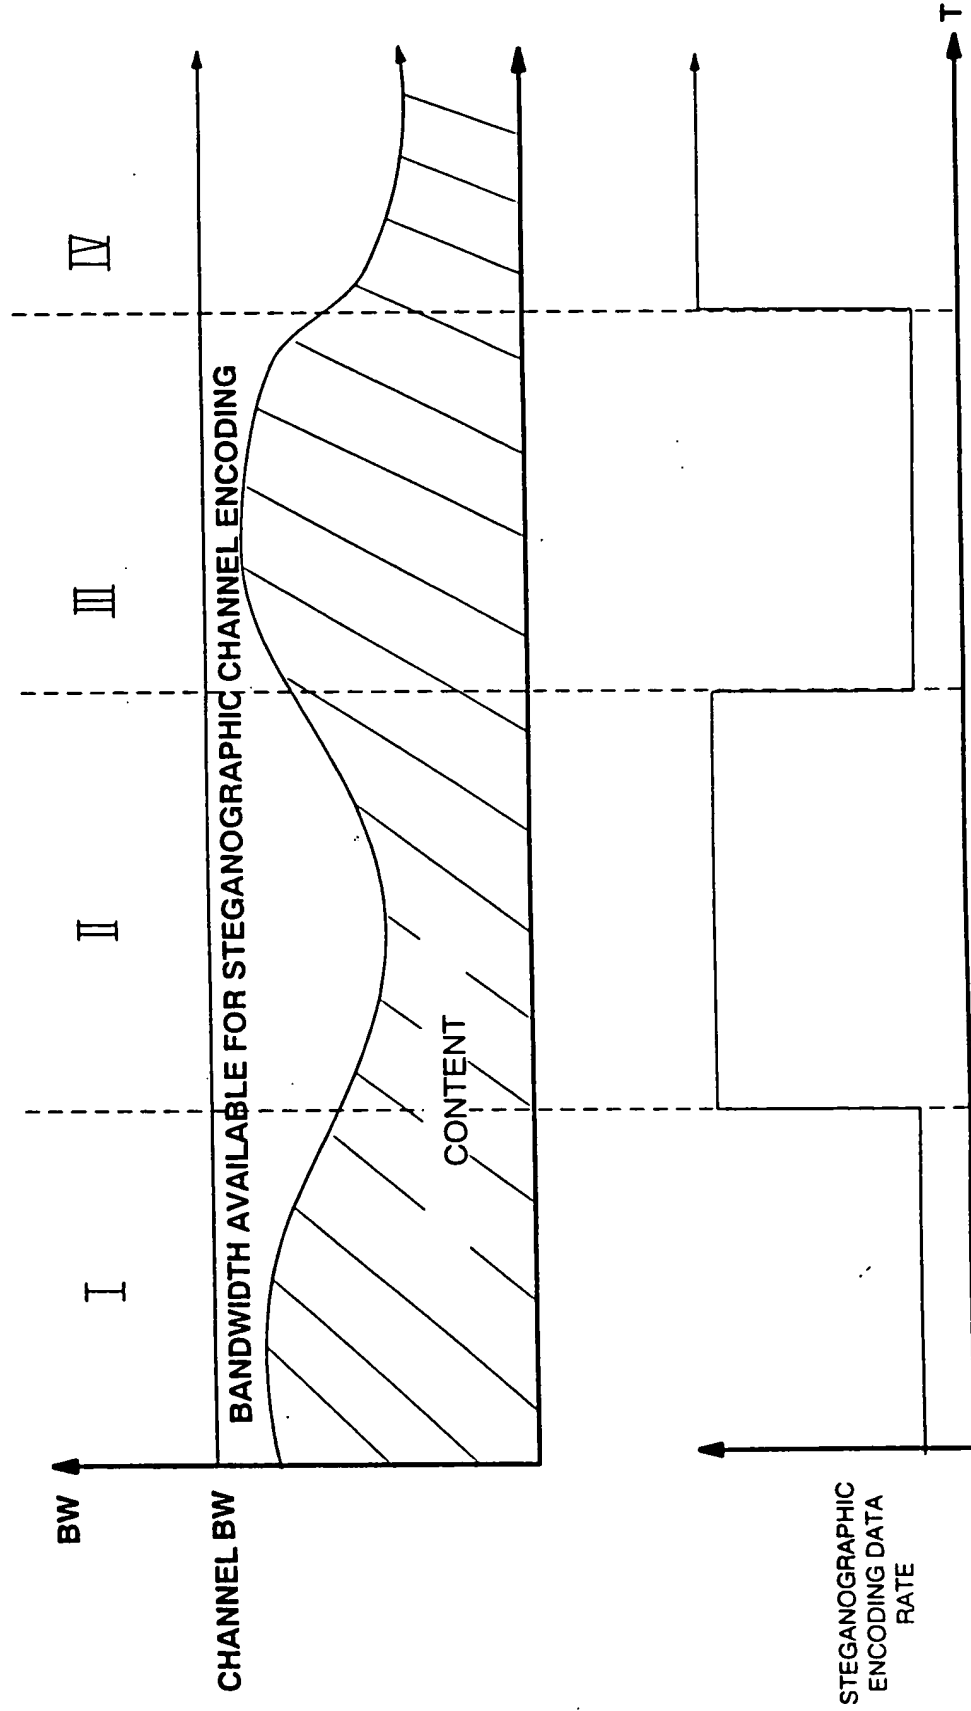 I
II
III
IV
BW
CHANNEL BW
BANDWIDTH AVAILABLE FOR STEGANOGRAPHIC CHANNEL ENCODING
CONTENT
STEGANOGRAPHIC
ENCODING DATA
RATE
T